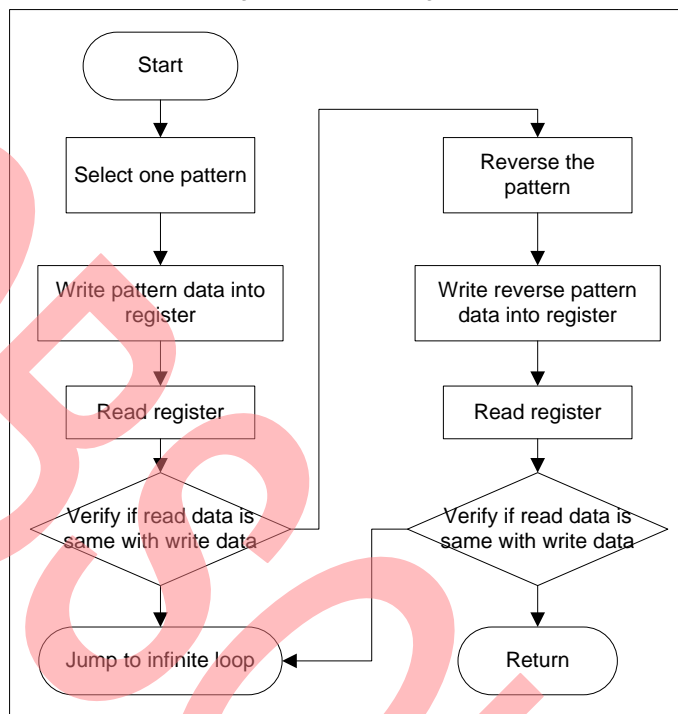 Start
Select one pattern
Write pattern data into
register
Read register
Verify if read data is
same with write data
Jump to infinite loop
Reverse the
pattern
Write reverse pattern
data into register
Read register
Verify if read data is
same with write data
Return